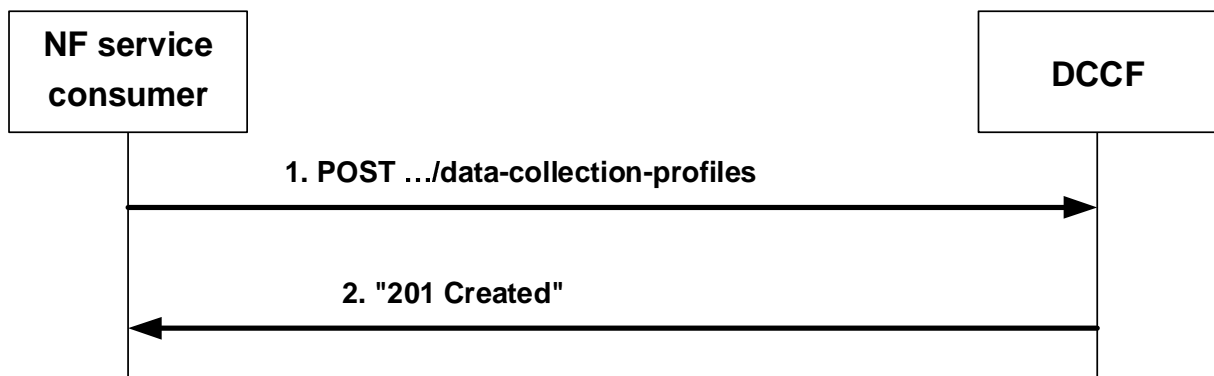 NF service
consumer
DCCF
1. POST …/data-collection-profiles
2. "201 Created"